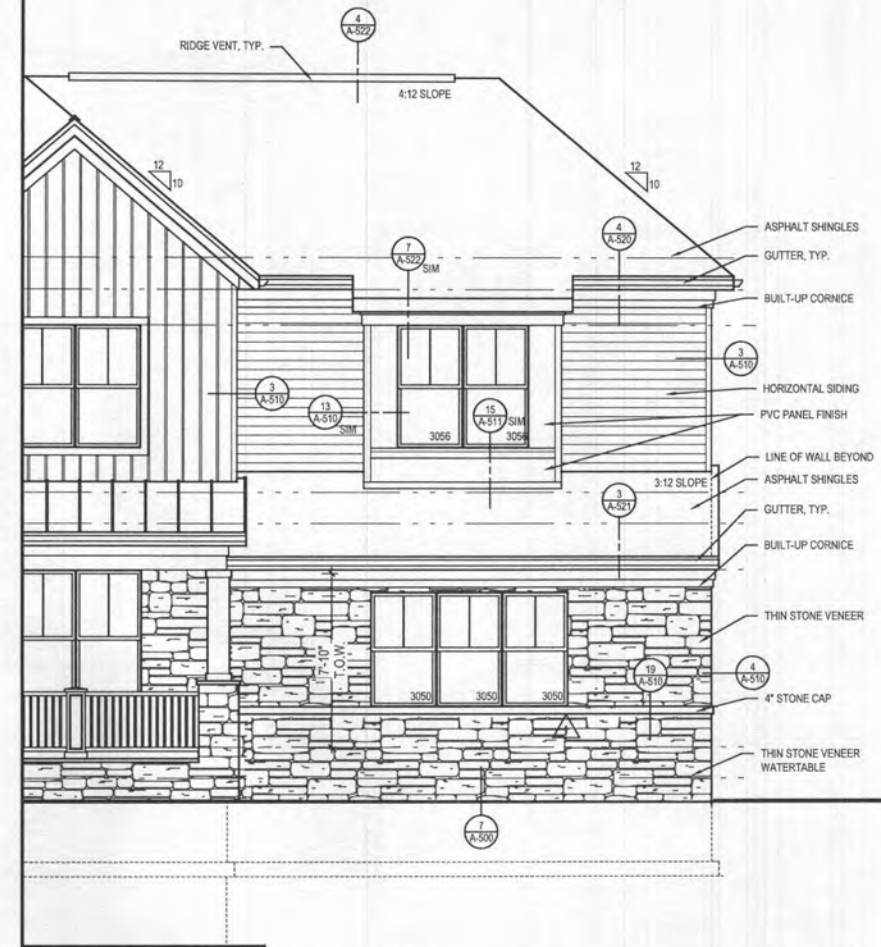 4
A-522
RIDGE VENT, TYP.
4:12 SLOPE
12
10
12
10
4
A-520
ASPHALT SHINGLES
7
A-522
SIM
GUTTER, TYP.
BUILT-UP CORNICE
3
A-510
3
A-510
HORIZONTAL SIDING
13
A-510
SIM
15
A-511
SIM
PVC PANEL FINISH
3056
3056
LINE OF WALL BEYOND
3:12 SLOPE
ASPHALT SHINGLES
3
A-521
GUTTER, TYP.
BUILT-UP CORNICE
THIN STONE VENEER
7'-10"
T.O.W
19
A-510
4
A-510
3050
3050
3050
4" STONE CAP
THIN STONE VENEER
WATERTABLE
7
A-500